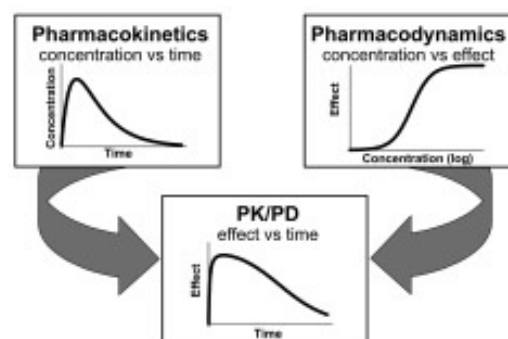 Pharmacokinetics
concentration vs time
Concentration
Time
Pharmacodynamics
concentration vs effect
Effect
Concentration (log)
PK/PD
effect vs time
Effect
Time